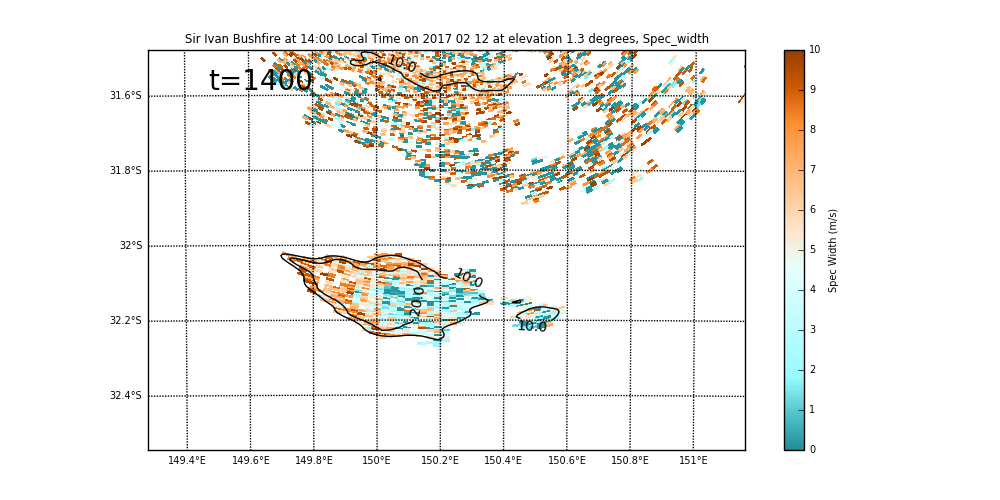 Sir Ivan Bushfire at 14:00 Local Time on 2017 02 12 at elevation 1.3 degrees, Spec_width
t=1400
10.0
31.6°S
31.8°S
32°S
32.2°S
32.4°S
10.0
20.0
10.0
149.4°E 149.6°E 149.8°E 150°E 150.2°E 150.4°E 150.6°E 150.8°E 151°E
10
9
8
7
6
5
4
3
2
1
0
Spec Width (m/s)